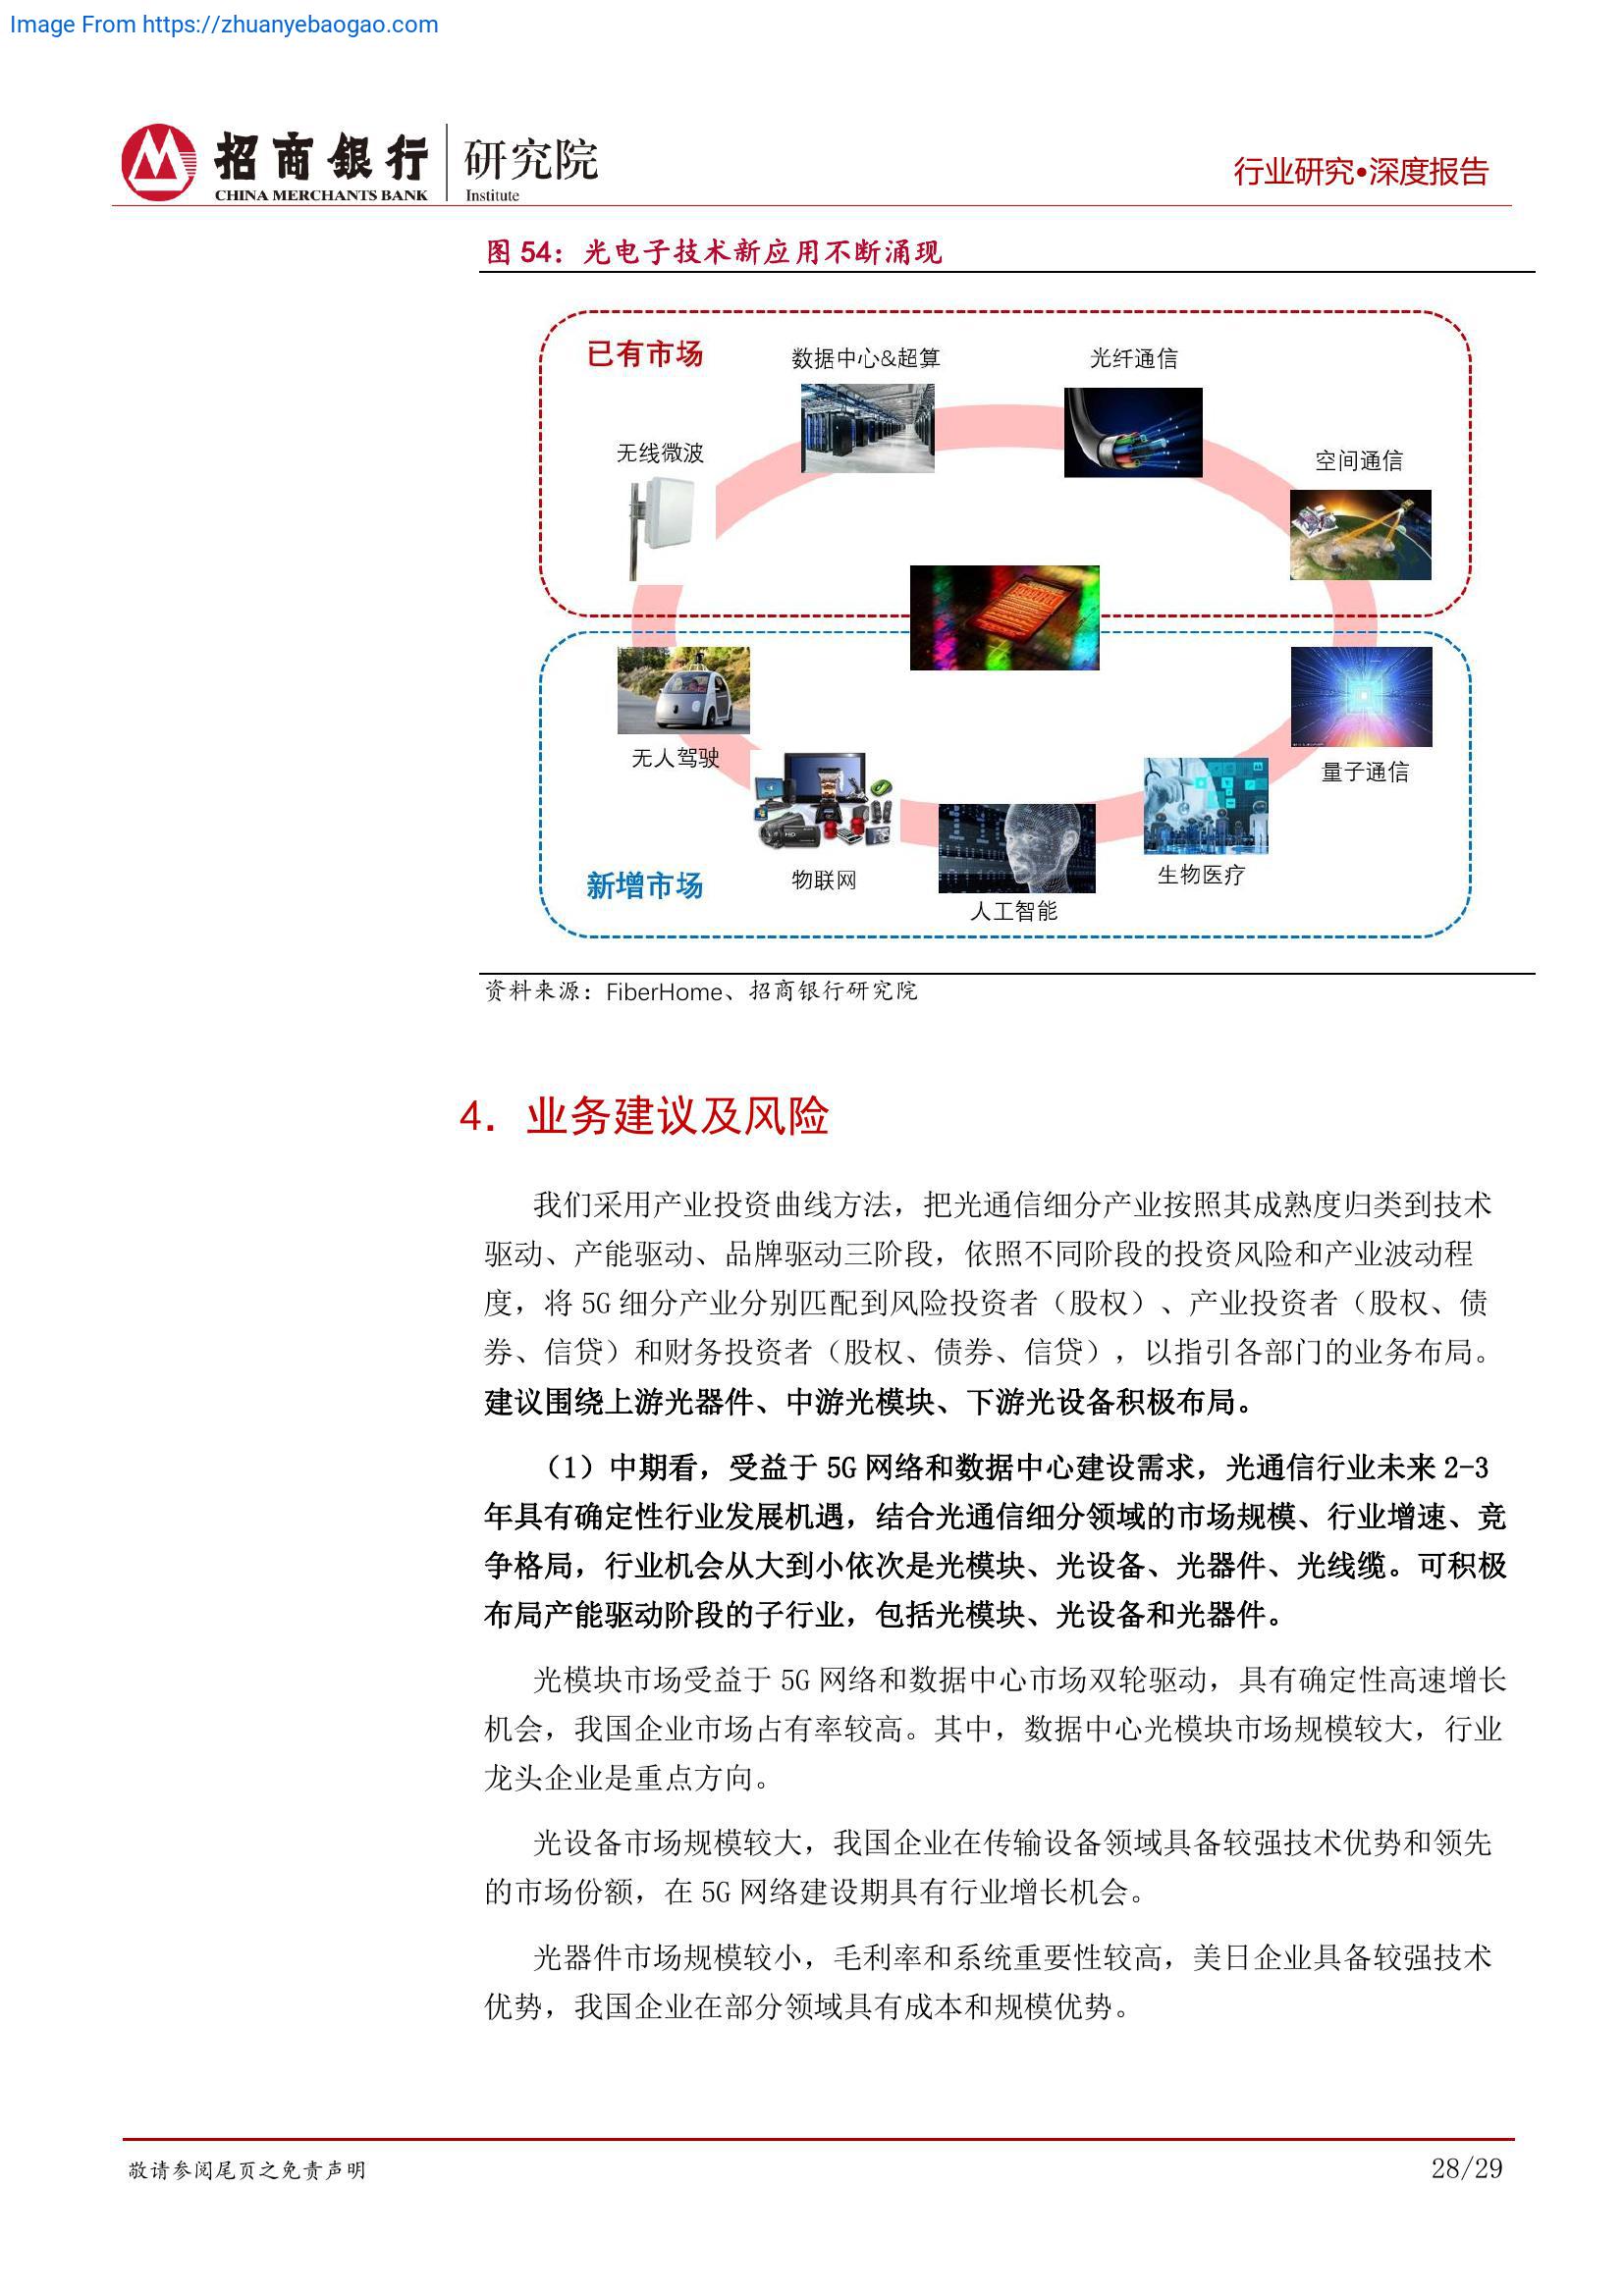 Image From https://zhuanyebaogao.com
招商银行 研究院
CHINA MERCHANTS BANK Institute
行业研究•深度报告
图 54：光电子技术新应用不断涌现
已有市场
数据中心&超算
光纤通信
无线微波
空间通信
无人驾驶
量子通信
物联网
生物医疗
新增市场
人工智能
资料来源：FiberHome、招商银行研究院
4. 业务建议及风险
我们采用产业投资曲线方法，把光通信细分产业按照其成熟度归类到技术
驱动、产能驱动、品牌驱动三阶段，依照不同阶段的投资风险和产业波动程
度，将 5G 细分产业分别匹配到风险投资者（股权）、产业投资者（股权、债
券、信贷）和财务投资者（股权、债券、信贷），以指引各部门的业务布局。
建议围绕上游光器件、中游光模块、下游光设备积极布局。
（1）中期看，受益于 5G 网络和数据中心建设需求，光通信行业未来 2-3
年具有确定性行业发展机遇，结合光通信细分领域的市场规模、行业增速、竞
争格局，行业机会从大到小依次是光模块、光设备、光器件、光线缆。可积极
布局产能驱动阶段的子行业，包括光模块、光设备和光器件。
光模块市场受益于 5G 网络和数据中心市场双轮驱动，具有确定性高速增长
机会，我国企业市场占有率较高。其中，数据中心光模块市场规模较大，行业
龙头企业是重点方向。
光设备市场规模较大，我国企业在传输设备领域具备较强技术优势和领先
的市场份额，在 5G 网络建设期具有行业增长机会。
光器件市场规模较小，毛利率和系统重要性较高，美日企业具备较强技术
优势，我国企业在部分领域具有成本和规模优势。
敬请参阅尾页之免责声明
28/29